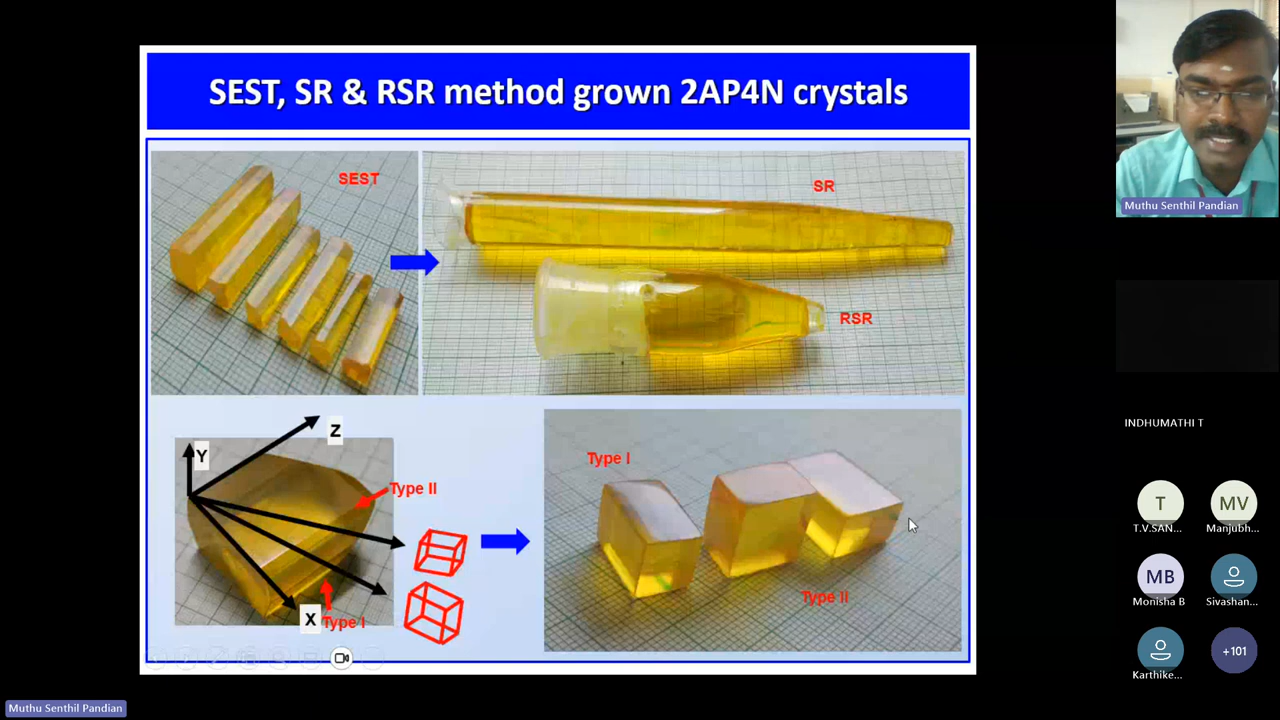 SEST, SR & RSR method grown 2AP4N crystals
SEST
SR
RSR
Z
Y
Type II
X
Type I
Type I
Type II
Muthu Senthil Pandian
INDHUMATHI T
T
MV
T.V.SAN...
Manjubh...
MB
Monisha B
Sivashan...
Karthike...
+101
Muthu Senthil Pandian